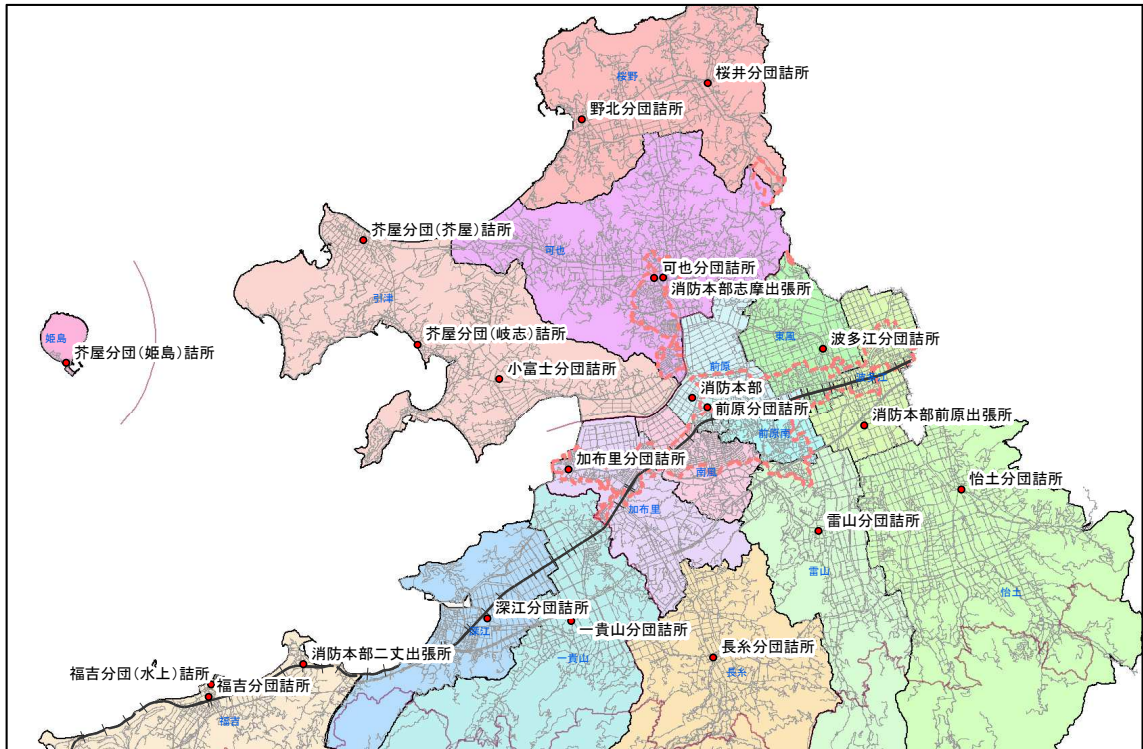 桜井分団詰所
桜野
野北分団詰所
芥屋分団(芥屋)詰所
可也
可也分団詰所
消防本部志摩出張所
引津
姫島
芥屋分団(姫島)詰所
芥屋分団(岐志)詰所
東風
波多江分団詰所
前原
小富士分団詰所
波多江
消防本部
前原分団詰所
消防本部前原出張所
前原南
加布里分団詰所
南風
怡土分団詰所
加布里
雷山分団詰所
雷山
怡土
深江分団詰所
深江
一貴山分団詰所
一貴山
長糸分団詰所
長糸
消防本部二丈出張所
福吉分団(水上)詰所
福吉分団詰所
福吉